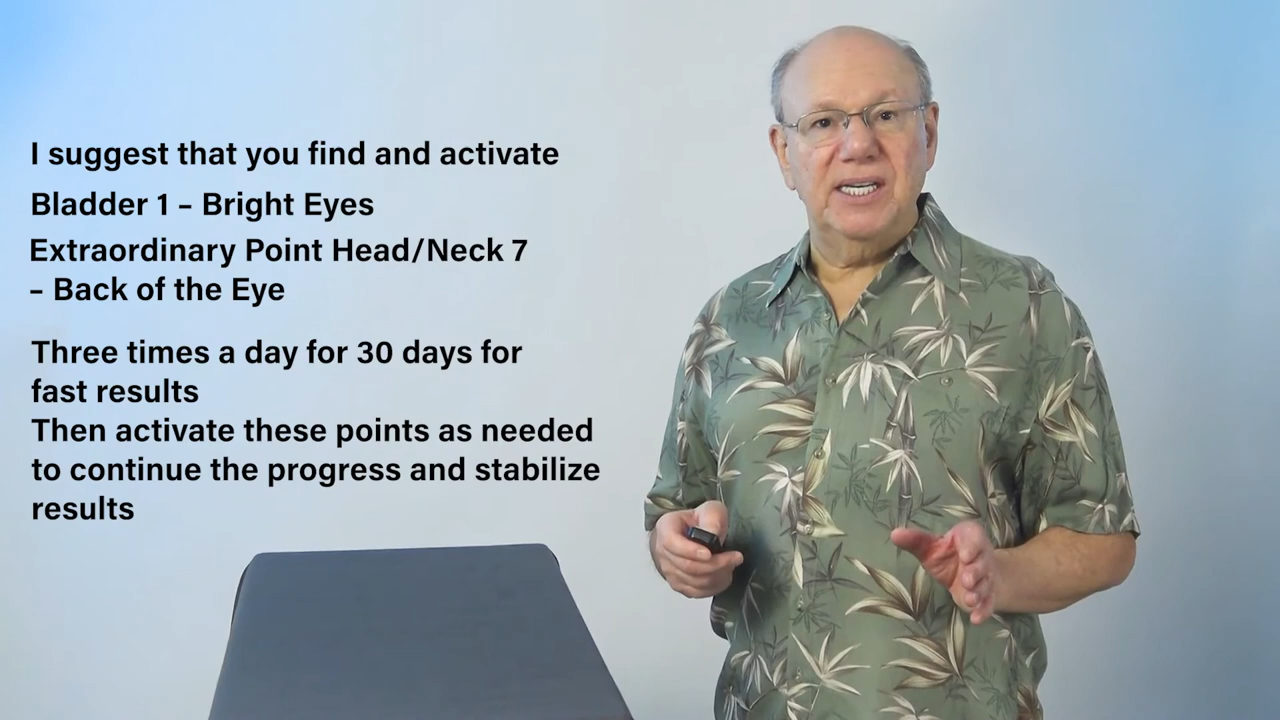 I suggest that you find and activate
Bladder 1 – Bright Eyes
Extraordinary Point Head/Neck 7
– Back of the Eye
Three times a day for 30 days for
fast results
Then activate these points as needed
to continue the progress and stabilize
results